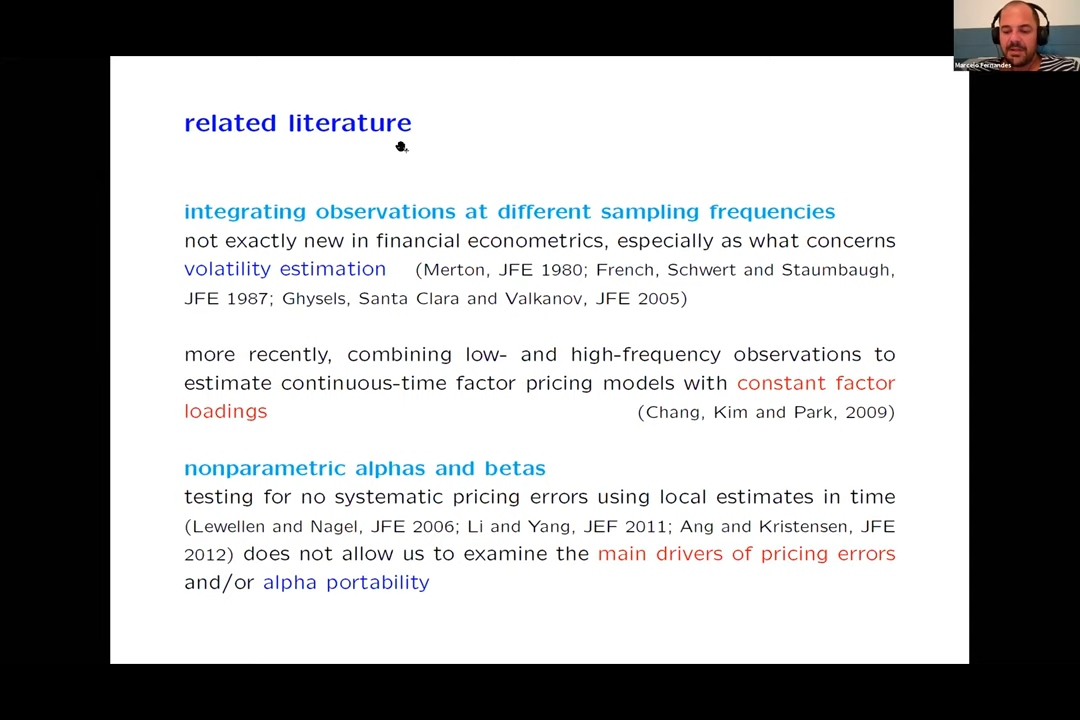 Marcelo Fernandes
related literature
integrating observations at different sampling frequencies
not exactly new in financial econometrics, especially as what concerns
volatility estimation (Merton, JFE 1980; French, Schwert and Staumbaugh,
JFE 1987; Ghysels, Santa Clara and Valkanov, JFE 2005)
more recently, combining low- and high-frequency observations to
estimate continuous-time factor pricing models with constant factor
loadings (Chang, Kim and Park, 2009)
nonparametric alphas and betas
testing for no systematic pricing errors using local estimates in time
(Lewellen and Nagel, JFE 2006; Li and Yang, JEF 2011; Ang and Kristensen, JFE
2012) does not allow us to examine the main drivers of pricing errors
and/or alpha portability